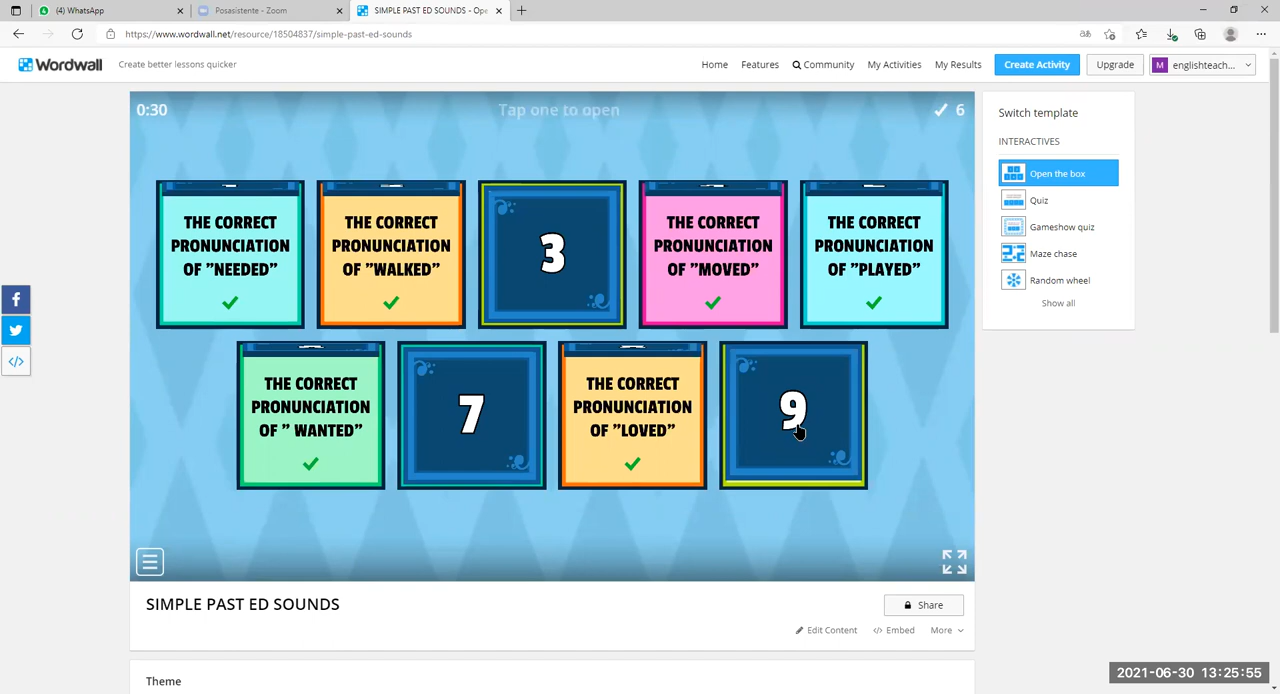 (4) WhatsApp
Posasistente - Zoom
SIMPLE PAST ED SOUNDS - Ope
https://www.wordwall.net/resource/18504837/simple-past-ed-sounds
Wordwall
Create better lessons quicker
Home
Features
Community
My Activities
My Results
Create Activity
Upgrade
M
englishteach...
0:30
Tap one to open
6
THE CORRECT
PRONUNCIATION
OF "NEEDED"
THE CORRECT
PRONUNCIATION
OF "WALKED"
3
THE CORRECT
PRONUNCIATION
OF "MOVED"
THE CORRECT
PRONUNCIATION
OF "PLAYED"
THE CORRECT
PRONUNCIATION
OF " WANTED"
7
THE CORRECT
PRONUNCIATION
OF "LOVED"
9
Switch template
INTERACTIVES
Open the box
Quiz
Gameshow quiz
Maze chase
Random wheel
Show all
SIMPLE PAST ED SOUNDS
Share
Edit Content
Embed
More
Theme
2021-06-30 13:25:55